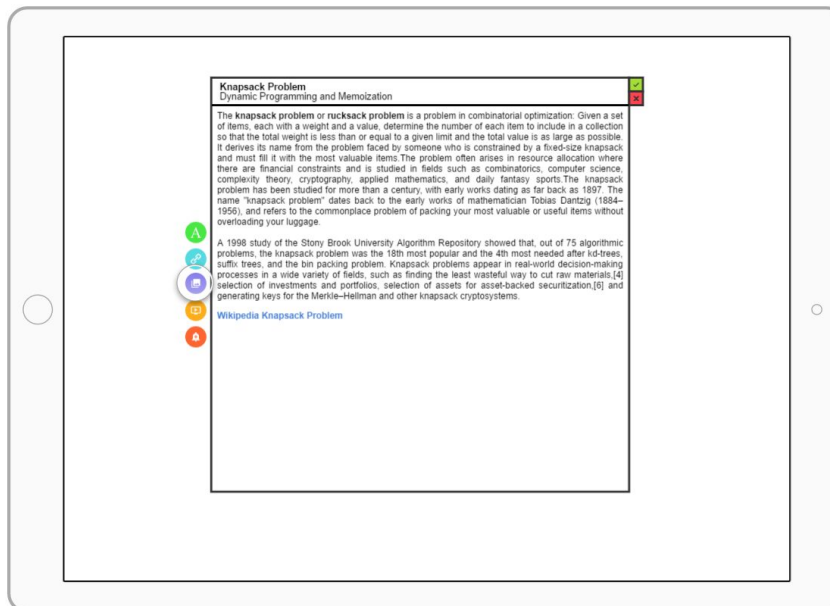 Knapsack Problem
Dynamic Programming and Memoization
The knapsack problem or rucksack problem is a problem in combinatorial optimization: Given a set
of items, each with a weight and a value, determine the number of each item to include in a collection
so that the total weight is less than or equal to a given limit and the total value is as large as possible.
It derives its name from the problem faced by someone who is constrained by a fixed-size knapsack
and must fill it with the most valuable items.The problem often arises in resource allocation where
there are financial constraints and is studied in fields such as combinatorics, computer science,
complexity theory, cryptography, applied mathematics, and daily fantasy sports.The knapsack
problem has been studied for more than a century, with early works dating as far back as 1897. The
name "knapsack problem" dates back to the early works of mathematician Tobias Dantzig (1884–
1956), and refers to the commonplace problem of packing your most valuable or useful items without
overloading your luggage.
A
A 1998 study of the Stony Brook University Algorithm Repository showed that, out of 75 algorithmic
problems, the knapsack problem was the 18th most popular and the 4th most needed after kd-trees,
suffix trees, and the bin packing problem. Knapsack problems appear in real-world decision-making
processes in a wide variety of fields, such as finding the least wasteful way to cut raw materials,[4]
selection of investments and portfolios, selection of assets for asset-backed securitization,[6] and
generating keys for the Merkle–Hellman and other knapsack cryptosystems.
Wikipedia Knapsack Problem